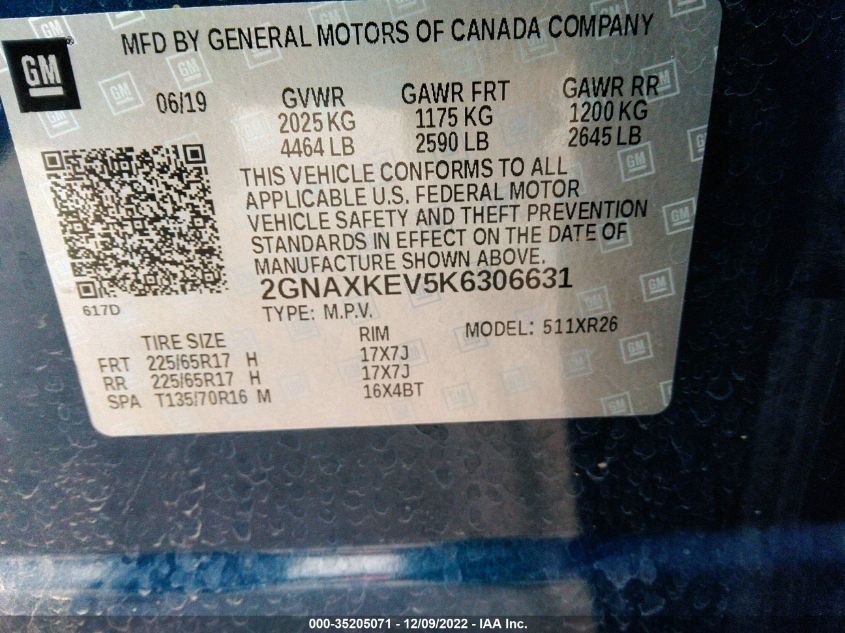 GM
MFD BY GENERAL MOTORS OF CANADA COMPANY
06/19 GVWR GAWR FRT GAWR RR
2025 KG 1175 KG 1200 KG
4464 LB 2590 LB 2645 LB
THIS VEHICLE CONFORMS TO ALL
APPLICABLE U.S. FEDERAL MOTOR
VEHICLE SAFETY AND THEFT PREVENTION
STANDARDS IN EFFECT ON THE DATE OF
MANUFACTURE SHOWN ABOVE.
2GNAXKEV5K6306631
617D
TYPE: M.P.V. MODEL: 511XR26
TIRE SIZE RIM
FRT 225/65R17 H 17X7J
RR 225/65R17 H 17X7J
SPA T135/70R16 M 16X4BT
000-35205071 - 12/09/2022 - IAA Inc.